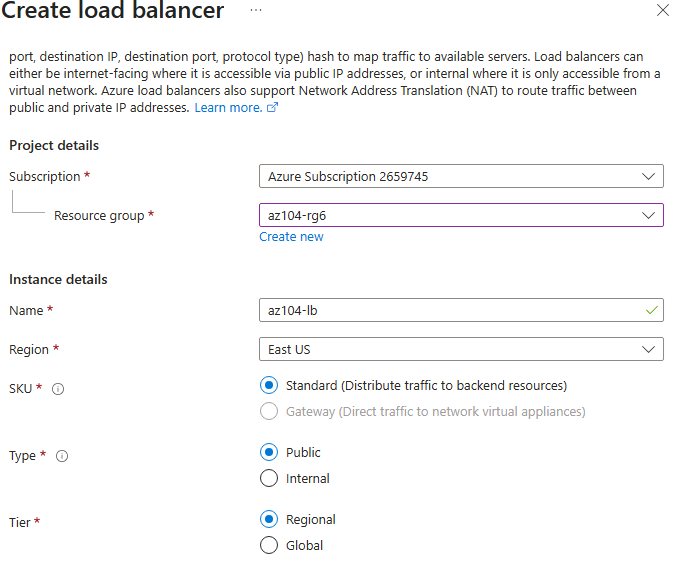 Create load balancer ...
port, destination IP, destination port, protocol type) hash to map traffic to available servers. Load balancers can
either be internet-facing where it is accessible via public IP addresses, or internal where it is only accessible from a
virtual network. Azure load balancers also support Network Address Translation (NAT) to route traffic between
public and private IP addresses. Learn more.
Project details
Subscription * Azure Subscription 2659745
Resource group * az104-rg6
Create new
Instance details
Name * az104-lb
Region * East US
SKU * Standard (Distribute traffic to backend resources)
Gateway (Direct traffic to network virtual appliances)
Type * Public
Internal
Tier * Regional
Global